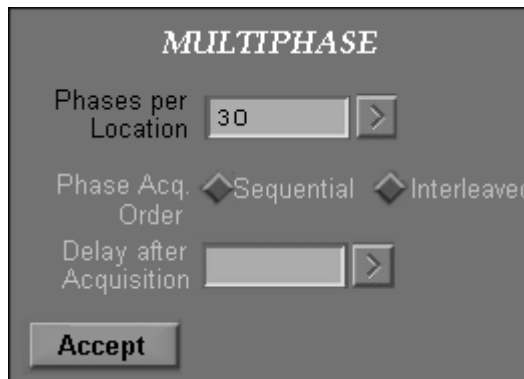 MULTIPHASE
Phases per
Location
30
Phase Acq.
Order
Sequential
Interleaved
Delay after
Acquisition
Accept